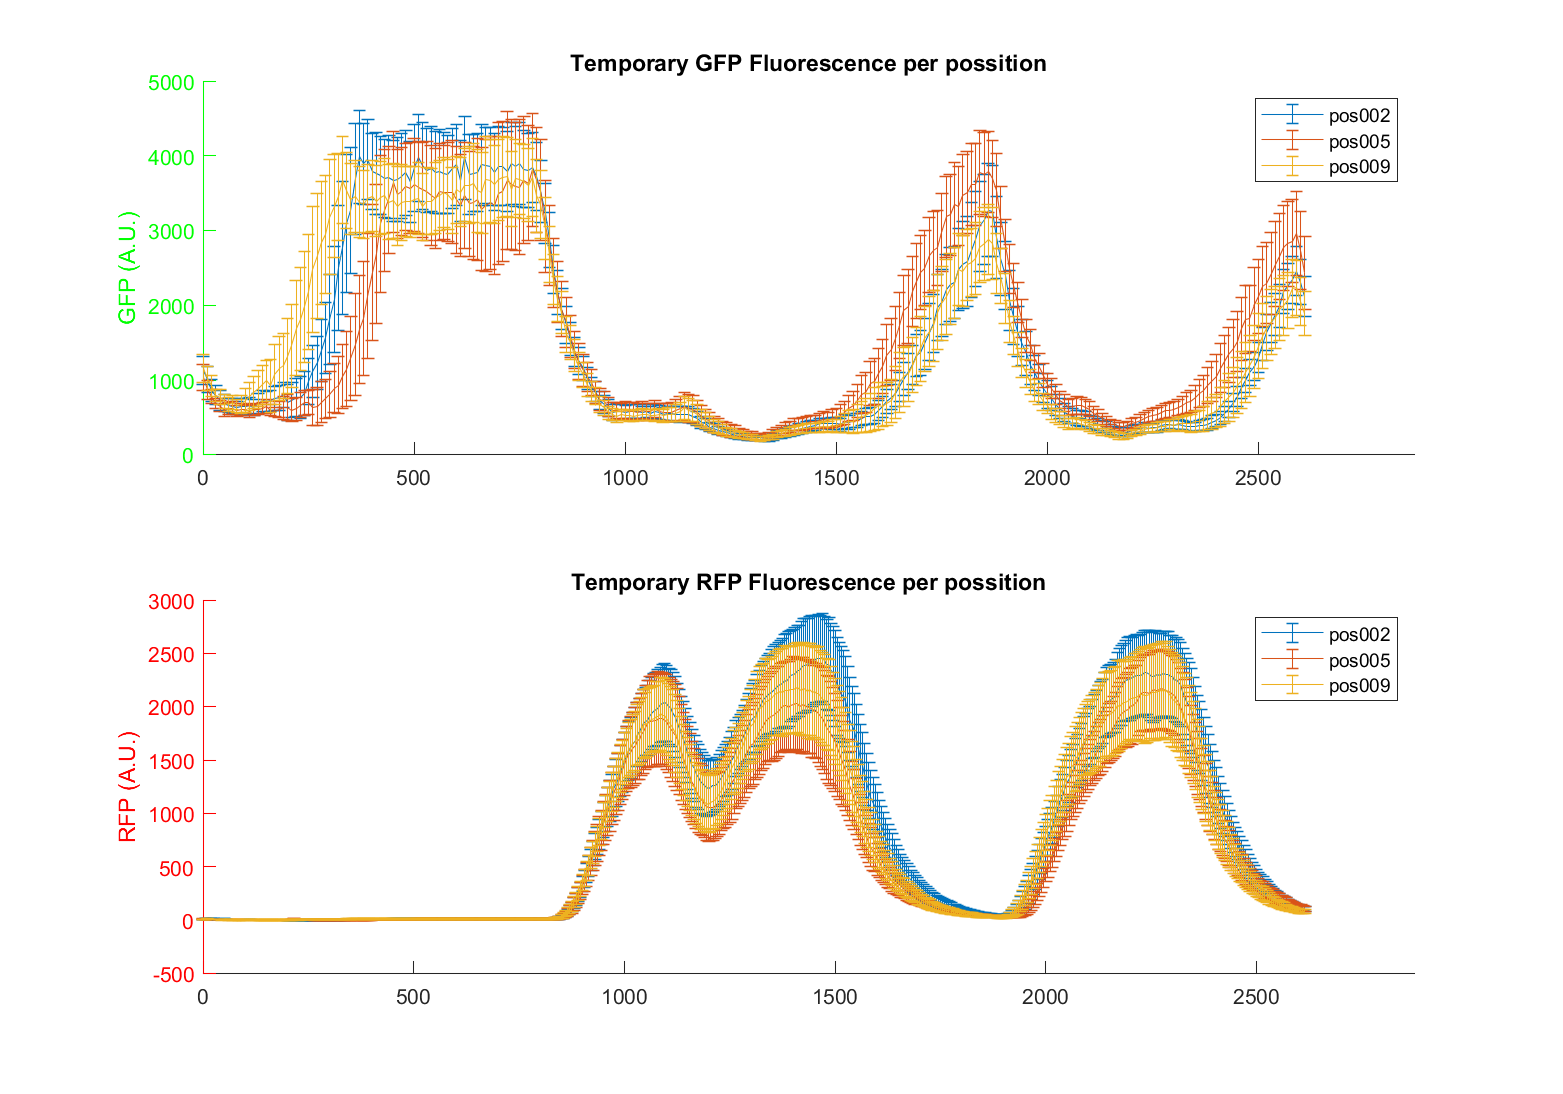 Temporary GFP Fluorescence per possition
5000
4000
3000
2000
1000
0
GFP (A.U.)
0 500 1000 1500 2000 2500
pos002
pos005
pos009
Temporary RFP Fluorescence per possition
3000
2500
2000
1500
1000
500
0
-500
RFP (A.U.)
0 500 1000 1500 2000 2500
pos002
pos005
pos009